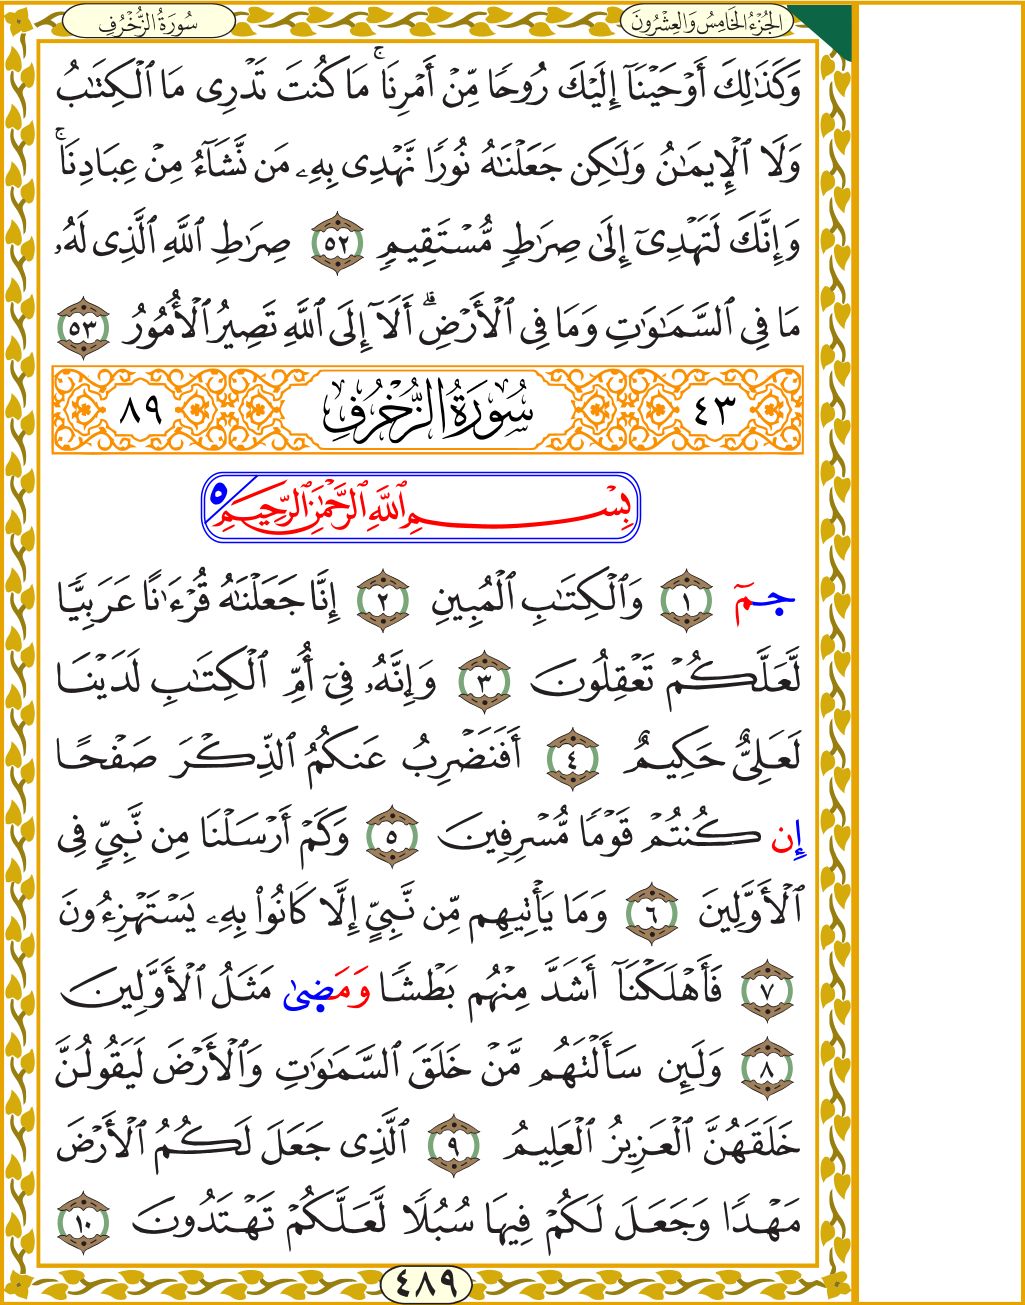 الجُزْءُ الخَامِسُ وَالعِشْرُونَ
سُورَةُ الزُّخْرُفِ
وَكَذَٰلِكَ أَوْحَيْنَآ إِلَيْكَ رُوحًا مِّنْ أَمْرِنَا ۚ مَا كُنتَ تَدْرِى مَا ٱلْكِتَٰبُ
وَلَا ٱلْإِيمَٰنُ وَلَٰكِن جَعَلْنَٰهُ نُورًا نَّهْدِى بِهِۦ مَن نَّشَآءُ مِنْ عِبَادِنَا ۚ
وَإِنَّكَ لَتَهْدِىٓ إِلَىٰ صِرَٰطٍ مُّسْتَقِيمٍ ٥٢ صِرَٰطِ ٱللَّهِ ٱلَّذِى لَهُۥ
مَا فِى ٱلسَّمَٰوَٰتِ وَمَا فِى ٱلْأَرْضِ ۗ أَلَآ إِلَى ٱللَّهِ تَصِيرُ ٱلْأُمُورُ ٥٣
٤٣ سُورَةُ الزُّخْرُفِ ٨٩
بِسْمِ ٱللَّهِ ٱلرَّحْمَٰنِ ٱلرَّحِيمِ ٥
جمٓ ١ وَٱلْكِتَٰبِ ٱلْمُبِينِ ٢ إِنَّا جَعَلْنَٰهُ قُرْءَٰنًا عَرَبِيًّا
لَّعَلَّكُمْ تَعْقِلُونَ ٣ وَإِنَّهُۥ فِىٓ أُمِّ ٱلْكِتَٰبِ لَدَيْنَا
لَعَلِىٌّ حَكِيمٌ ٤ أَفَنَضْرِبُ عَنكُمُ ٱلذِّكْرَ صَفْحًا
إِن كُنتُمْ قَوْمًا مُّسْرِفِينَ ٥ وَكَمْ أَرْسَلْنَا مِن نَّبِىٍّ فِى
ٱلْأَوَّلِينَ ٦ وَمَا يَأْتِيهِم مِّن نَّبِىٍّ إِلَّا كَانُوا۟ بِهِۦ يَسْتَهْزِءُونَ
٧ فَأَهْلَكْنَآ أَشَدَّ مِنْهُم بَطْشًا وَمَضِىٰ مَثَلُ ٱلْأَوَّلِينَ
٨ وَلَئِن سَأَلْتَهُم مَّنْ خَلَقَ ٱلسَّمَٰوَٰتِ وَٱلْأَرْضَ لَيَقُولُنَّ
خَلَقَهُنَّ ٱلْعَزِيزُ ٱلْعَلِيمُ ٩ ٱلَّذِى جَعَلَ لَكُمُ ٱلْأَرْضَ
مَهْدًا وَجَعَلَ لَكُمْ فِيهَا سُبُلًا لَّعَلَّكُمْ تَهْتَدُونَ ١٠
٤٨٩